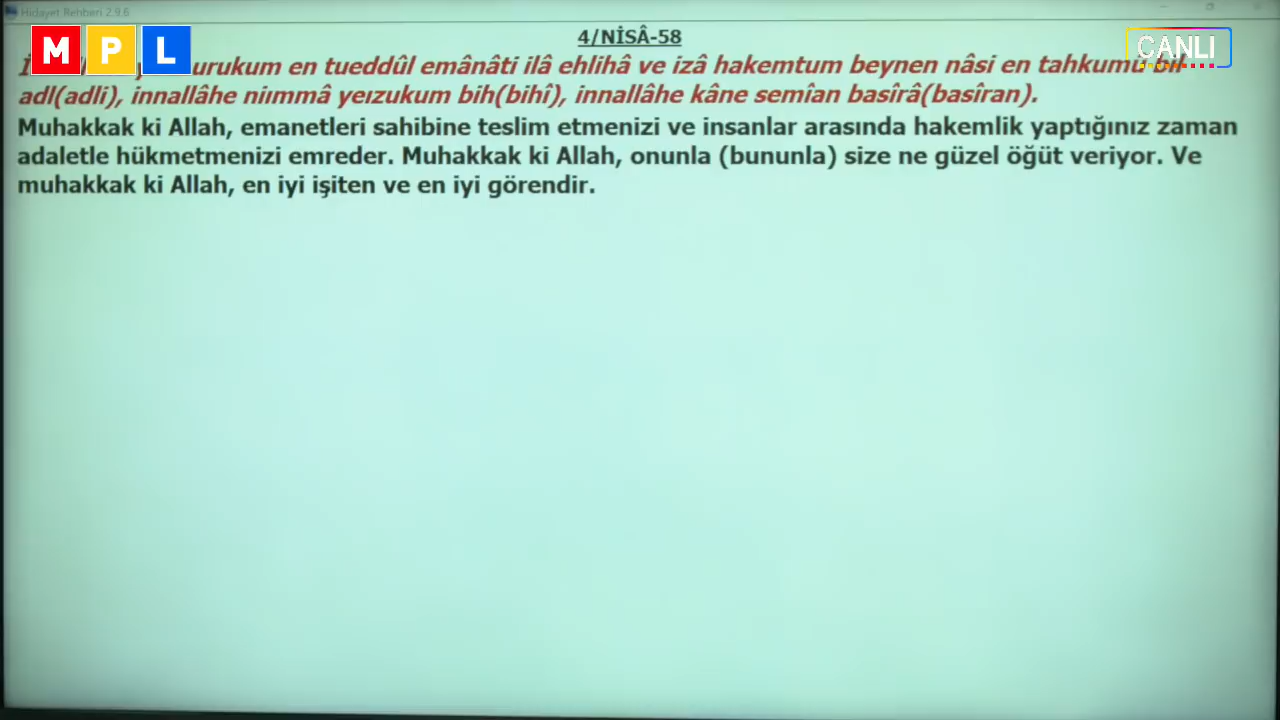 Hidayet Rehberi 2.9.6
MPL
CANLI
4/NİSÂ-58
urukum en tueddûl emânâti ilâ ehlihâ ve izâ hakemtum beynen nâsi en tahkumû bil
adl(adli), innallâhe niımmâ yeızukum bih(bihî), innallâhe kâne semîan basîrâ(basîran).
Muhakkak ki Allah, emanetleri sahibine teslim etmenizi ve insanlar arasında hakemlik yaptığınız zaman
adaletle hükmetmenizi emreder. Muhakkak ki Allah, onunla (bununla) size ne güzel öğüt veriyor. Ve
muhakkak ki Allah, en iyi işiten ve en iyi görendir.